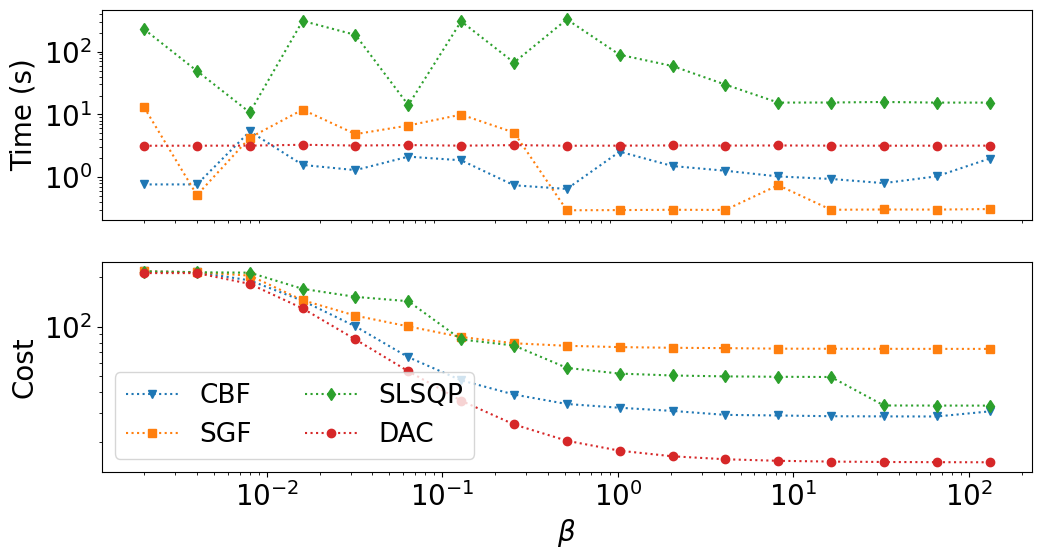 Time (s)
10²
10¹
10⁰
Cost
10²
CBF
SGF
SLSQP
DAC
10⁻²
10⁻¹
10⁰
10¹
10²
β